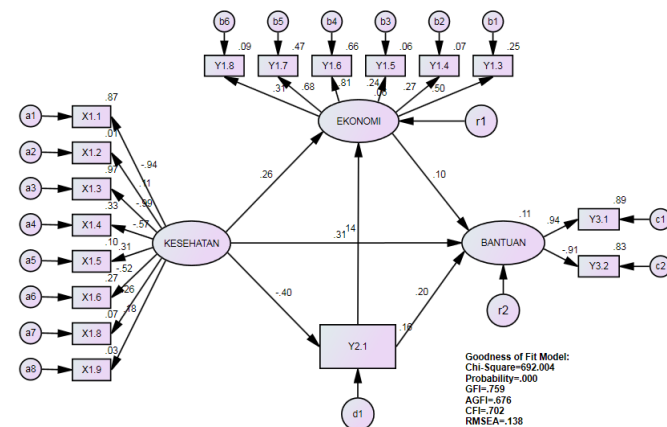 b6 b5 b4 b3 b2 b1
.09 .47 .66 .06 .07 .25
Y1.8 Y1.7 Y1.6 Y1.5 Y1.4 Y1.3
.31 .68 .81 .24 .27 .50
EKONOMI
r1
.87
a1 X1.1
.01
a2 X1.2
.97
a3 X1.3
.33
a4 X1.4
.10
a5 X1.5
.27
a6 X1.6
.07
a7 X1.8
.03
a8 X1.9
-.94
.11
-.99
-.57
.31
-.52
.26
.18
KESEHATAN
.26
.10
.14
.31
-.40
.20
.11
BANTUAN
.94
-.91
.89
Y3.1 c1
.83
Y3.2 c2
r2
.16
Y2.1
d1
Goodness of Fit Model:
Chi-Square=692.004
Probability=.000
GFI=.759
AGFI=.676
CFI=.702
RMSEA=.138